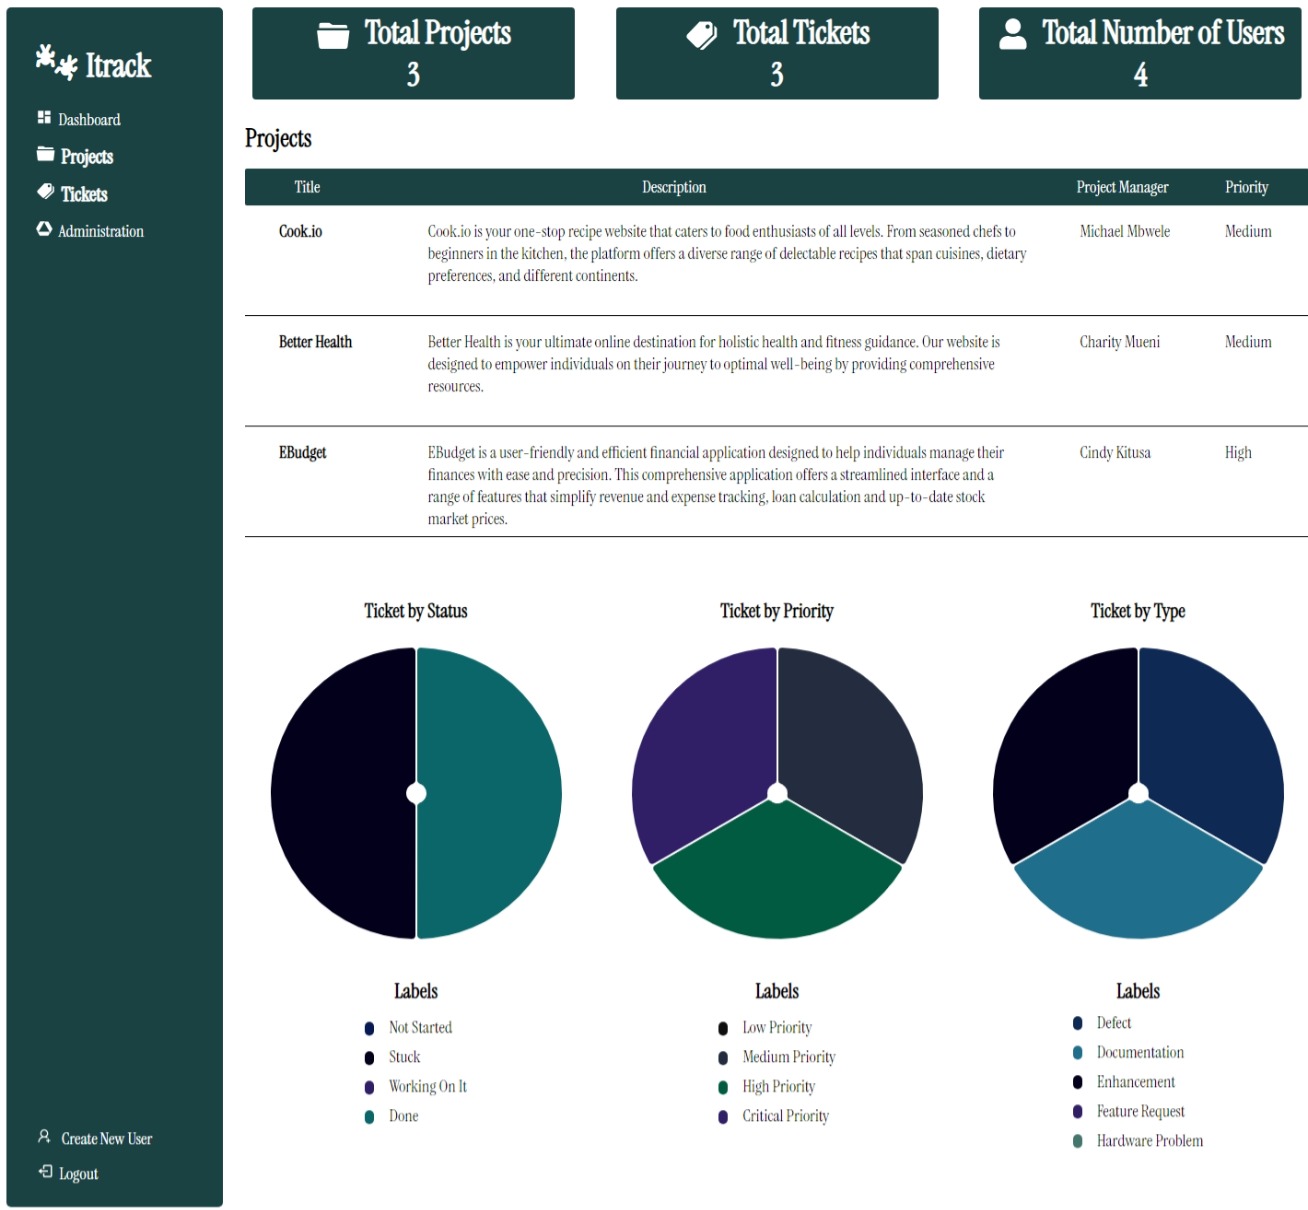 Itrack
Dashboard
Projects
Tickets
Administration
Create New User
Logout
Total Projects
3
Total Tickets
3
Total Number of Users
4
Projects
Title Description Project Manager Priority
Cook.io
Cook.io is your one-stop recipe website that caters to food enthusiasts of all levels. From seasoned chefs to
beginners in the kitchen, the platform offers a diverse range of delectable recipes that span cuisines, dietary
preferences, and different continents.
Michael Mbwele
Medium
Better Health
Better Health is your ultimate online destination for holistic health and fitness guidance. Our website is
designed to empower individuals on their journey to optimal well-being by providing comprehensive
resources.
Charity Mueni
Medium
EBudget
EBudget is a user-friendly and efficient financial application designed to help individuals manage their
finances with ease and precision. This comprehensive application offers a streamlined interface and a
range of features that simplify revenue and expense tracking, loan calculation and up-to-date stock
market prices.
Cindy Kitusa
High
Ticket by Status
Labels
Not Started
Stuck
Working On It
Done
Ticket by Priority
Labels
Low Priority
Medium Priority
High Priority
Critical Priority
Ticket by Type
Labels
Defect
Documentation
Enhancement
Feature Request
Hardware Problem